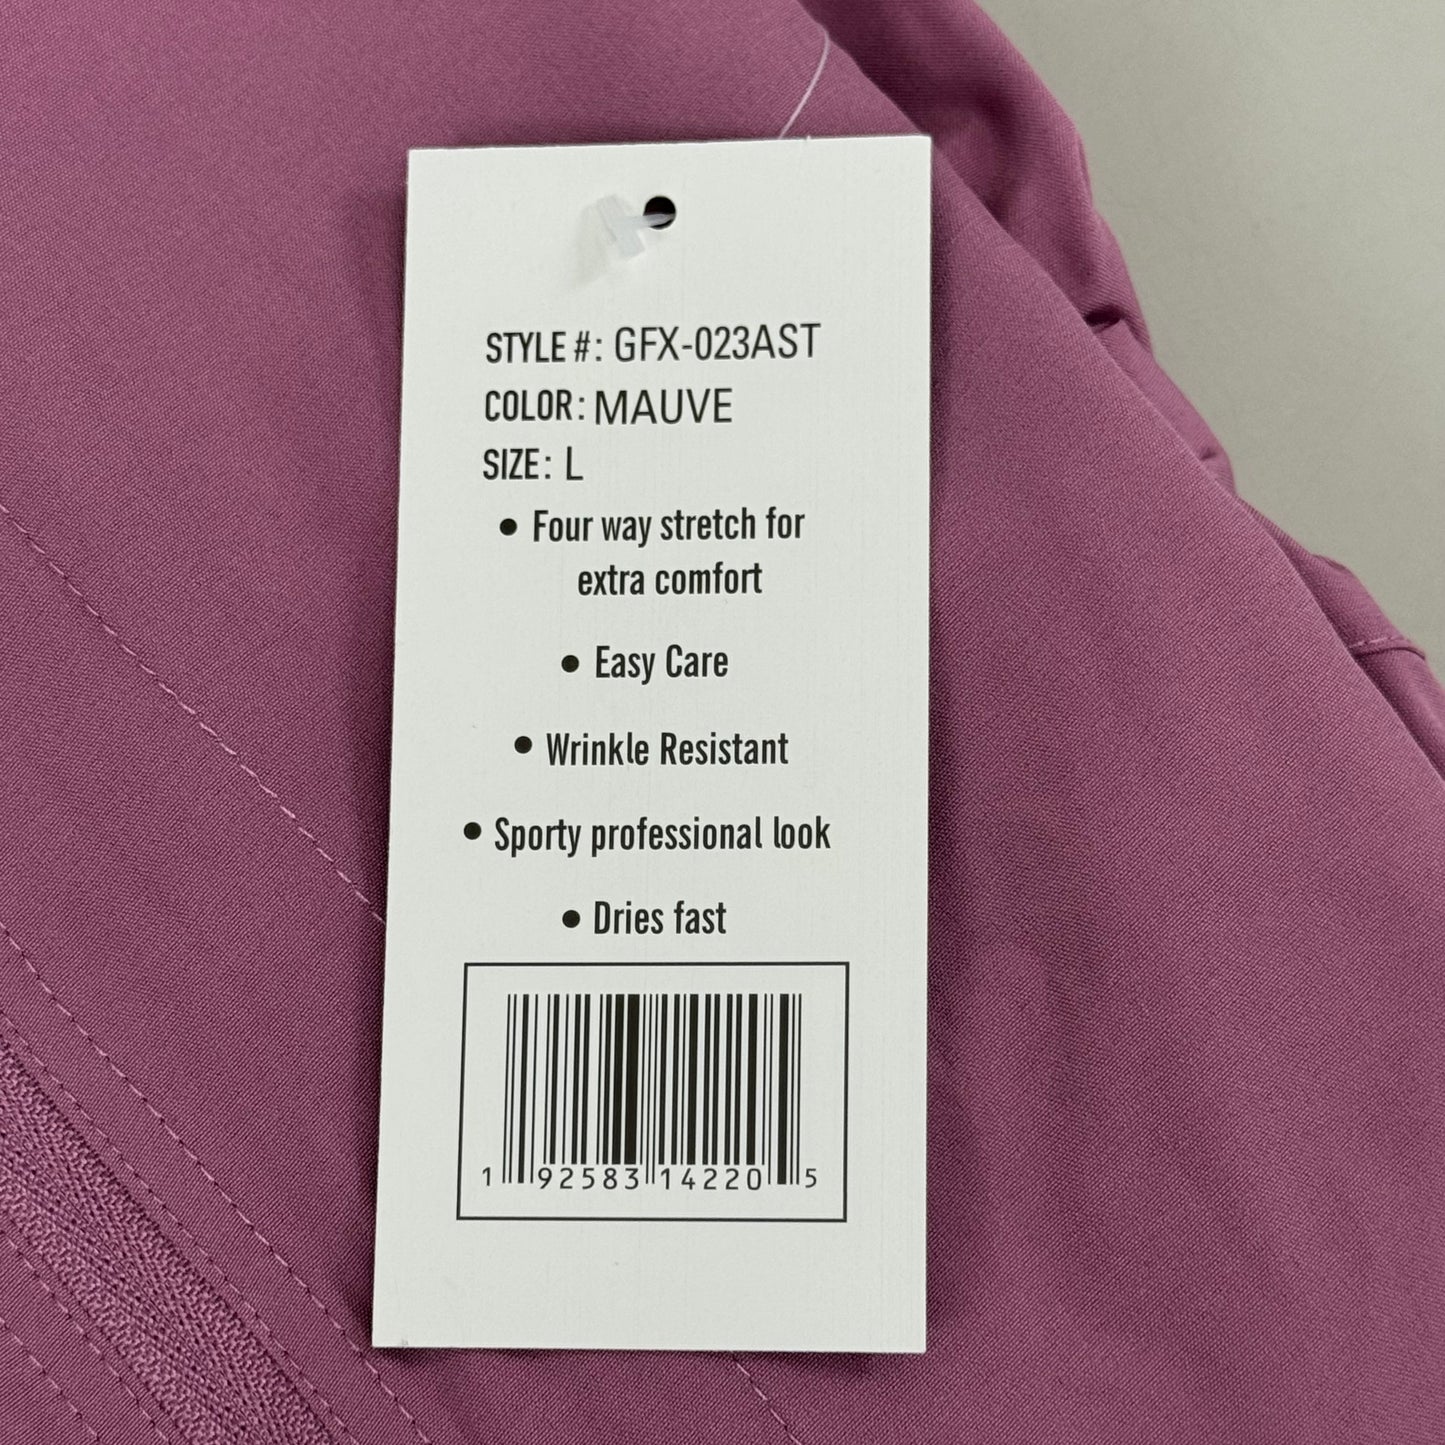 STYLE #: GFX-023AST
COLOR: MAUVE
SIZE: L
• Four way stretch for
extra comfort
• Easy Care
• Wrinkle Resistant
• Sporty professional look
• Dries fast
1 92583 14220 5